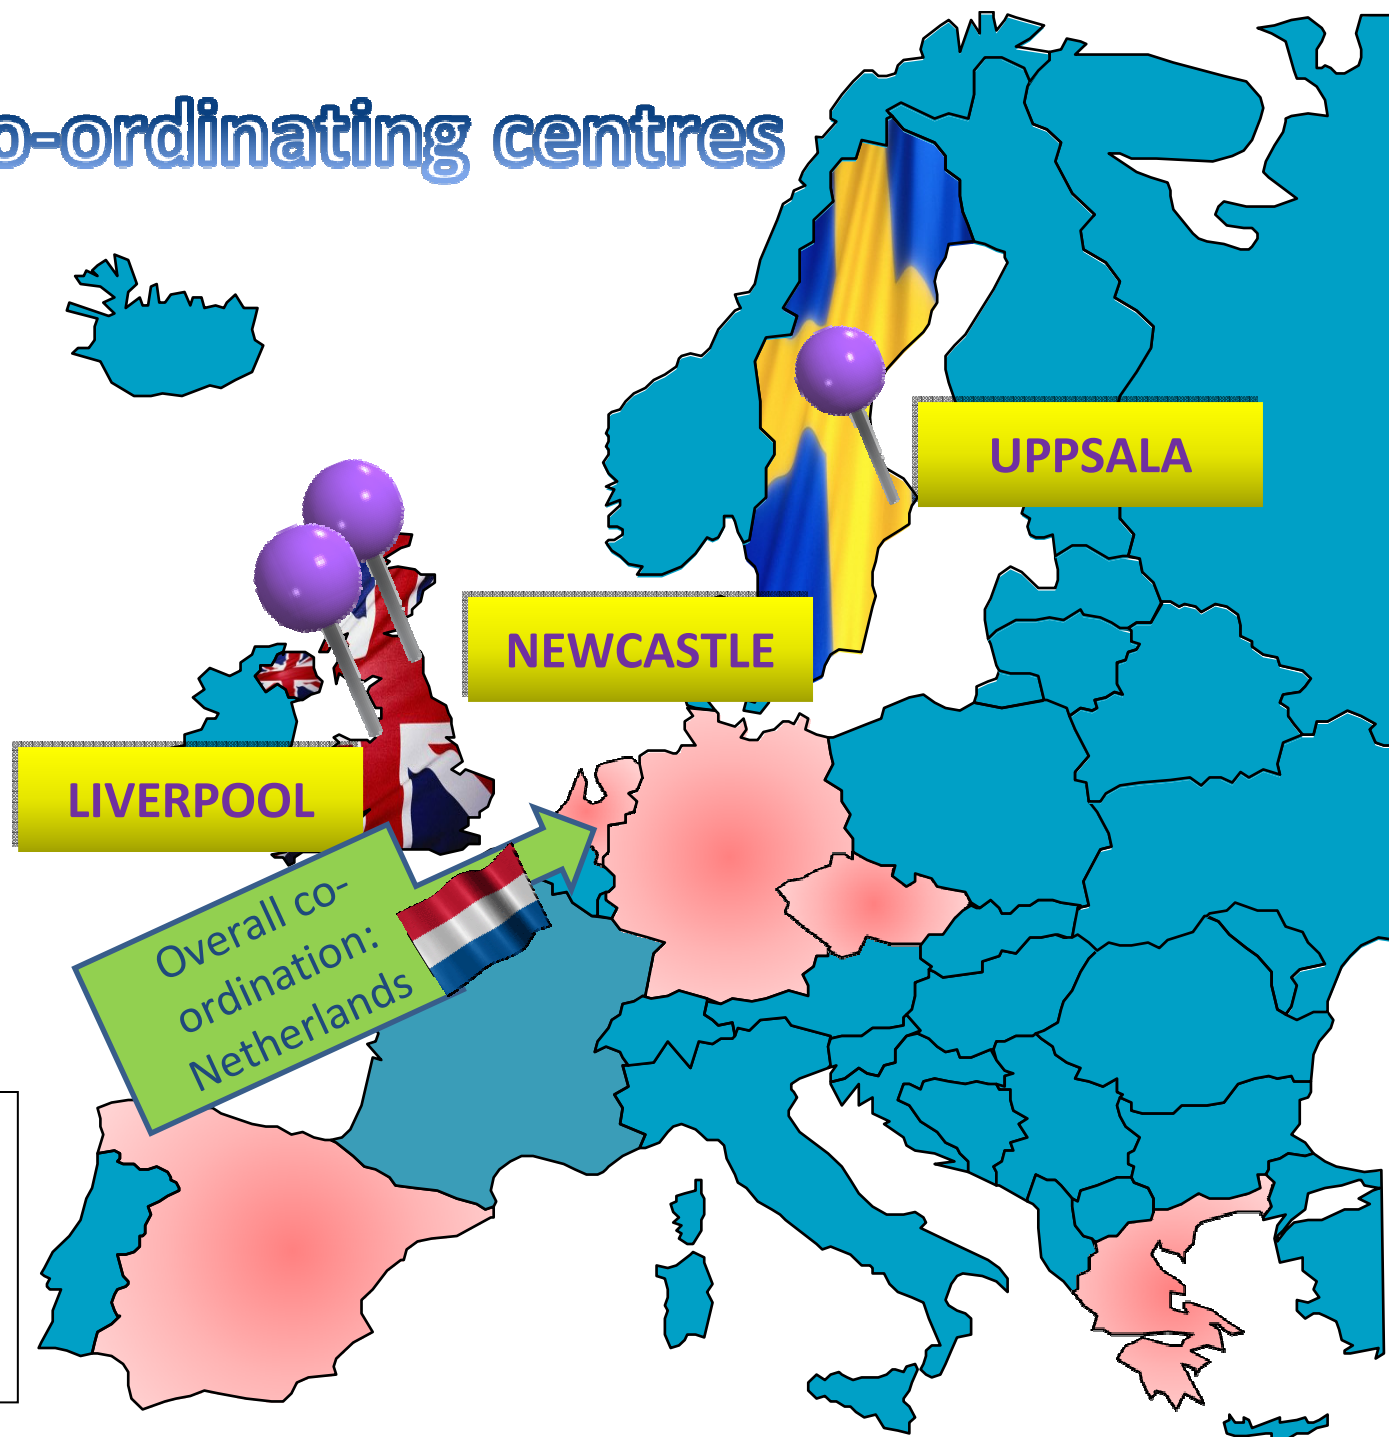 o-ordinating centres
UPPSALA
NEWCASTLE
LIVERPOOL
Overall co-
ordination:
Netherlands